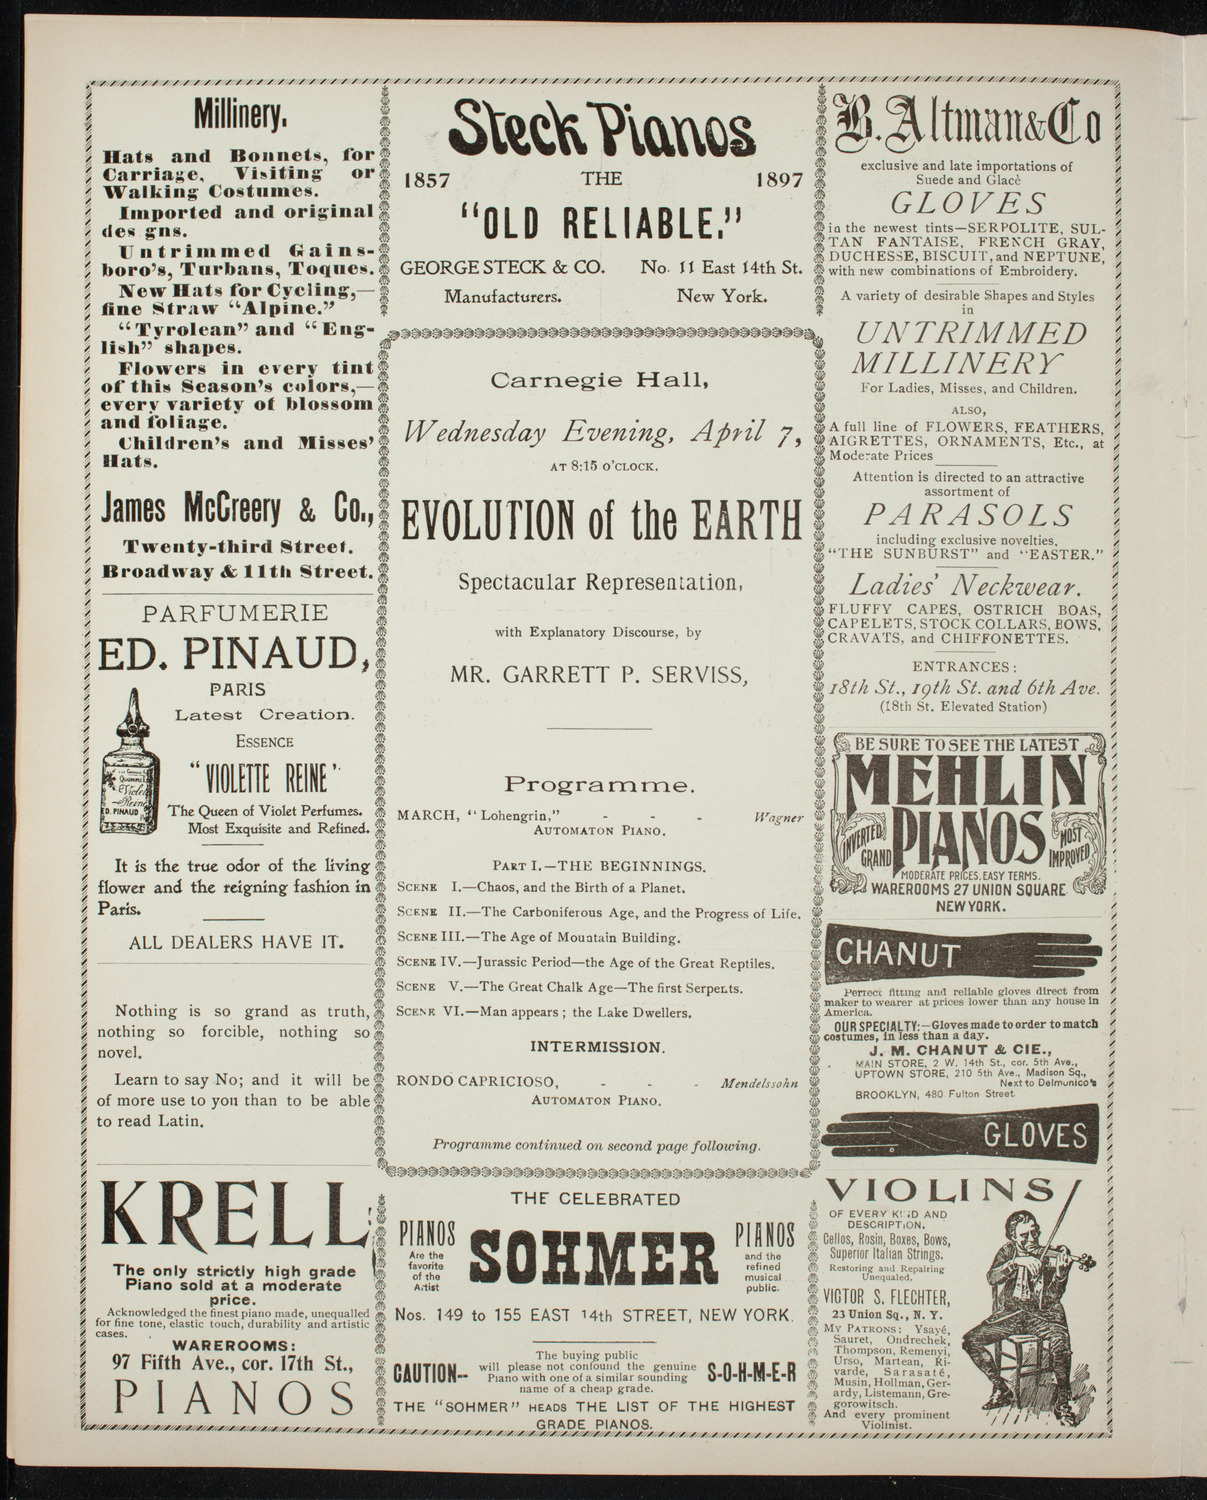 Millinery.
Hats and Bonnets, for
Carriage, Visiting or
Walking Costumes.
Imported and original
des gns.
Untrimmed Gains-
boro's, Turbans, Toques.
New Hats for Cycling,—
fine Straw "Alpine."
"Tyrolean" and "Eng-
lish" shapes.
Flowers in every tint
of this Season's colors,—
every variety of blossom
and foliage.
Children's and Misses'
Hats.
James McCreery & Co.,
Twenty-third Street.
Broadway & 11th Street.
PARFUMERIE
ED. PINAUD,
PARIS
Latest Creation.
ESSENCE
"VIOLETTE REINE"
The Queen of Violet Perfumes.
Most Exquisite and Refined.
Violet
Reine
ED. PINAUD
It is the true odor of the living
flower and the reigning fashion in
Paris.
ALL DEALERS HAVE IT.
Nothing is so grand as truth,
nothing so forcible, nothing so
novel.
Learn to say No; and it will be
of more use to you than to be able
to read Latin.
KRELL
The only strictly high grade
Piano sold at a moderate
price.
Acknowledged the finest piano made, unequalled
for fine tone, elastic touch, durability and artistic
cases.
WAREROOMS:
97 Fifth Ave., cor. 17th St.,
PIANOS
Steck Pianos
1857 THE 1897
"OLD RELIABLE."
GEORGE STECK & CO. No. 11 East 14th St.
Manufacturers. New York.
Carnegie Hall,
Wednesday Evening, April 7,
AT 8:15 O'CLOCK.
EVOLUTION of the EARTH
Spectacular Representation,
with Explanatory Discourse, by
MR. GARRETT P. SERVISS,
Programme.
MARCH, "Lohengrin," - - - Wagner
AUTOMATON PIANO.
PART I.—THE BEGINNINGS.
SCENE I.—Chaos, and the Birth of a Planet.
SCENE II.—The Carboniferous Age, and the Progress of Life.
SCENE III.—The Age of Mountain Building.
SCENE IV.—Jurassic Period—the Age of the Great Reptiles.
SCENE V.—The Great Chalk Age—The first Serpents.
SCENE VI.—Man appears; the Lake Dwellers.
INTERMISSION.
RONDO CAPRICIOSO, - - - Mendelssohn
AUTOMATON PIANO.
Programme continued on second page following.
THE CELEBRATED
PIANOS
Are the
favorite
of the
Artist
SOHMER
PIANOS
and the
refined
musical
public.
Nos. 149 to 155 EAST 14th STREET, NEW YORK.
CAUTION--
The buying public
will please not confound the genuine
Piano with one of a similar sounding
name of a cheap grade.
S-O-H-M-E-R
THE "SOHMER" HEADS THE LIST OF THE HIGHEST
GRADE PIANOS.
B. Altman & Co
exclusive and late importations of
Suede and Glacè
GLOVES
in the newest tints—SERPOLITE, SUL-
TAN FANTAISE, FRENCH GRAY,
DUCHESSE, BISCUIT, and NEPTUNE,
with new combinations of Embroidery.
A variety of desirable Shapes and Styles
in
UNTRIMMED
MILLINERY
For Ladies, Misses, and Children.
ALSO,
A full line of FLOWERS, FEATHERS,
AIGRETTES, ORNAMENTS, Etc., at
Moderate Prices
Attention is directed to an attractive
assortment of
PARASOLS
including exclusive novelties,
"THE SUNBURST" and "EASTER."
Ladies' Neckwear.
FLUFFY CAPES, OSTRICH BOAS,
CAPELETS, STOCK COLLARS, BOWS,
CRAVATS, and CHIFFONETTES.
ENTRANCES:
18th St., 19th St. and 6th Ave.
(18th St. Elevated Station)
BE SURE TO SEE THE LATEST
MEHLIN
PIANOS
INVERTED
GRAND
MOST
IMPROVED
MODERATE PRICES. EASY TERMS.
WAREROOMS 27 UNION SQUARE
NEW YORK.
CHANUT
Perfect fitting and reliable gloves direct from
maker to wearer at prices lower than any house in
America.
OUR SPECIALTY:—Gloves made to order to match
costumes, in less than a day.
J. M. CHANUT & CIE.,
MAIN STORE, 2 W. 14th St., cor. 5th Ave.,
UPTOWN STORE, 210 5th Ave., Madison Sq.,
Next to Delmonico's
BROOKLYN, 480 Fulton Street.
GLOVES
VIOLINS
OF EVERY KIND AND
DESCRIPTION.
Cellos, Rosin, Boxes, Bows,
Superior Italian Strings.
Restoring and Repairing
Unequaled.
VICTOR S. FLECHTER,
23 Union Sq., N. Y.
MY PATRONS: Ysayé,
Sauret, Ondrechek,
Thompson, Remenyi,
Urso, Martean, Ri-
varde, Sarasaté,
Musin, Hollman, Ger-
ardy, Listemann, Gre-
gorowitsch.
And every prominent
Violinist.